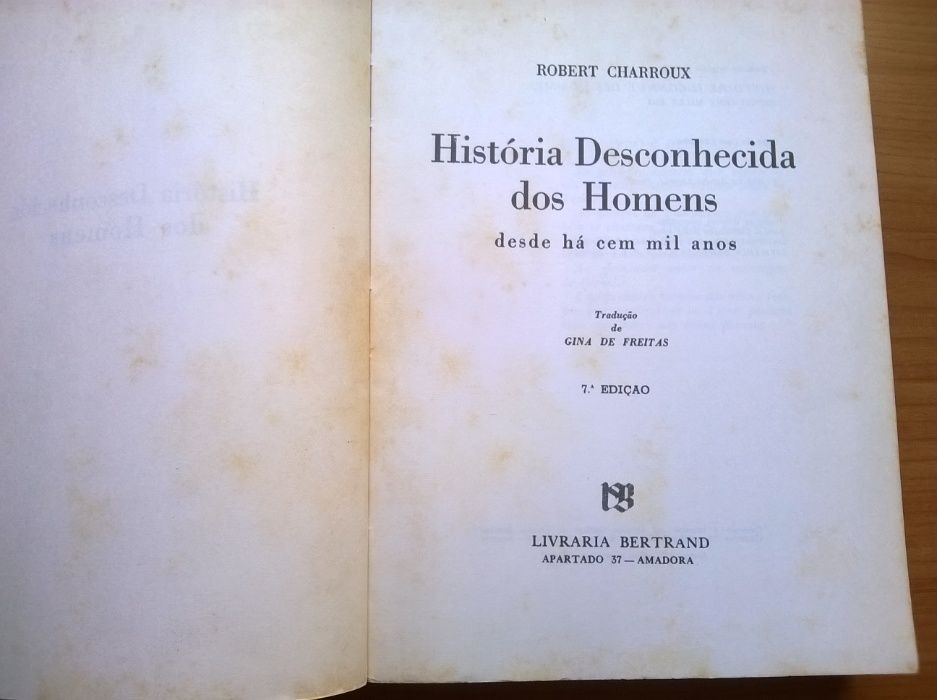 ROBERT CHARROUX
História Desconhecida
dos Homens
desde há cem mil anos
Tradução
de
GINA DE FREITAS
7.ª EDIÇAO
LIVRARIA BERTRAND
APARTADO 37 — AMADORA